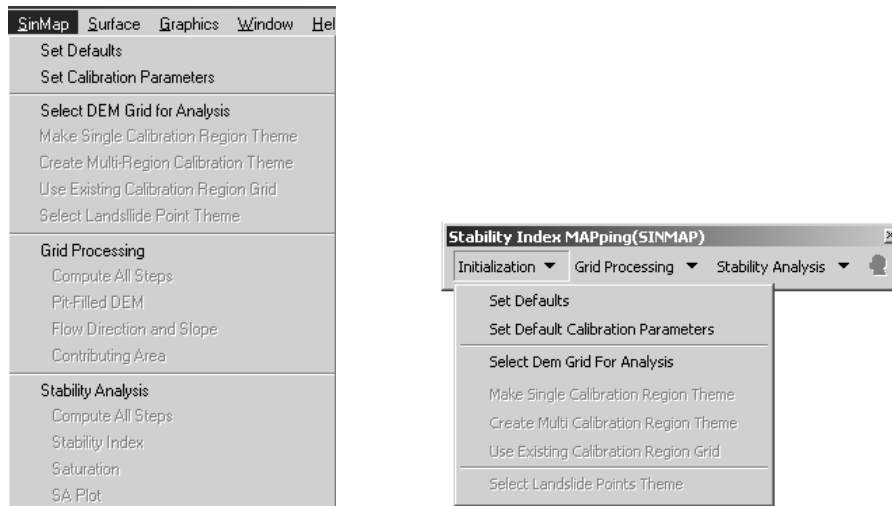 SinMap Surface Graphics Window Hel
Set Defaults
Set Calibration Parameters
Select DEM Grid for Analysis
Make Single Calibration Region Theme
Create Multi-Region Calibration Theme
Use Existing Calibration Region Grid
Select Landsllide Point Theme
Grid Processing
Compute All Steps
Pit-Filled DEM
Flow Direction and Slope
Contributing Area
Stability Analysis
Compute All Steps
Stability Index
Saturation
SA Plot
Stability Index MAPping(SINMAP)
Initialization Grid Processing Stability Analysis
Set Defaults
Set Default Calibration Parameters
Select Dem Grid For Analysis
Make Single Calibration Region Theme
Create Multi Calibration Region Theme
Use Existing Calibration Region Grid
Select Landslide Points Theme